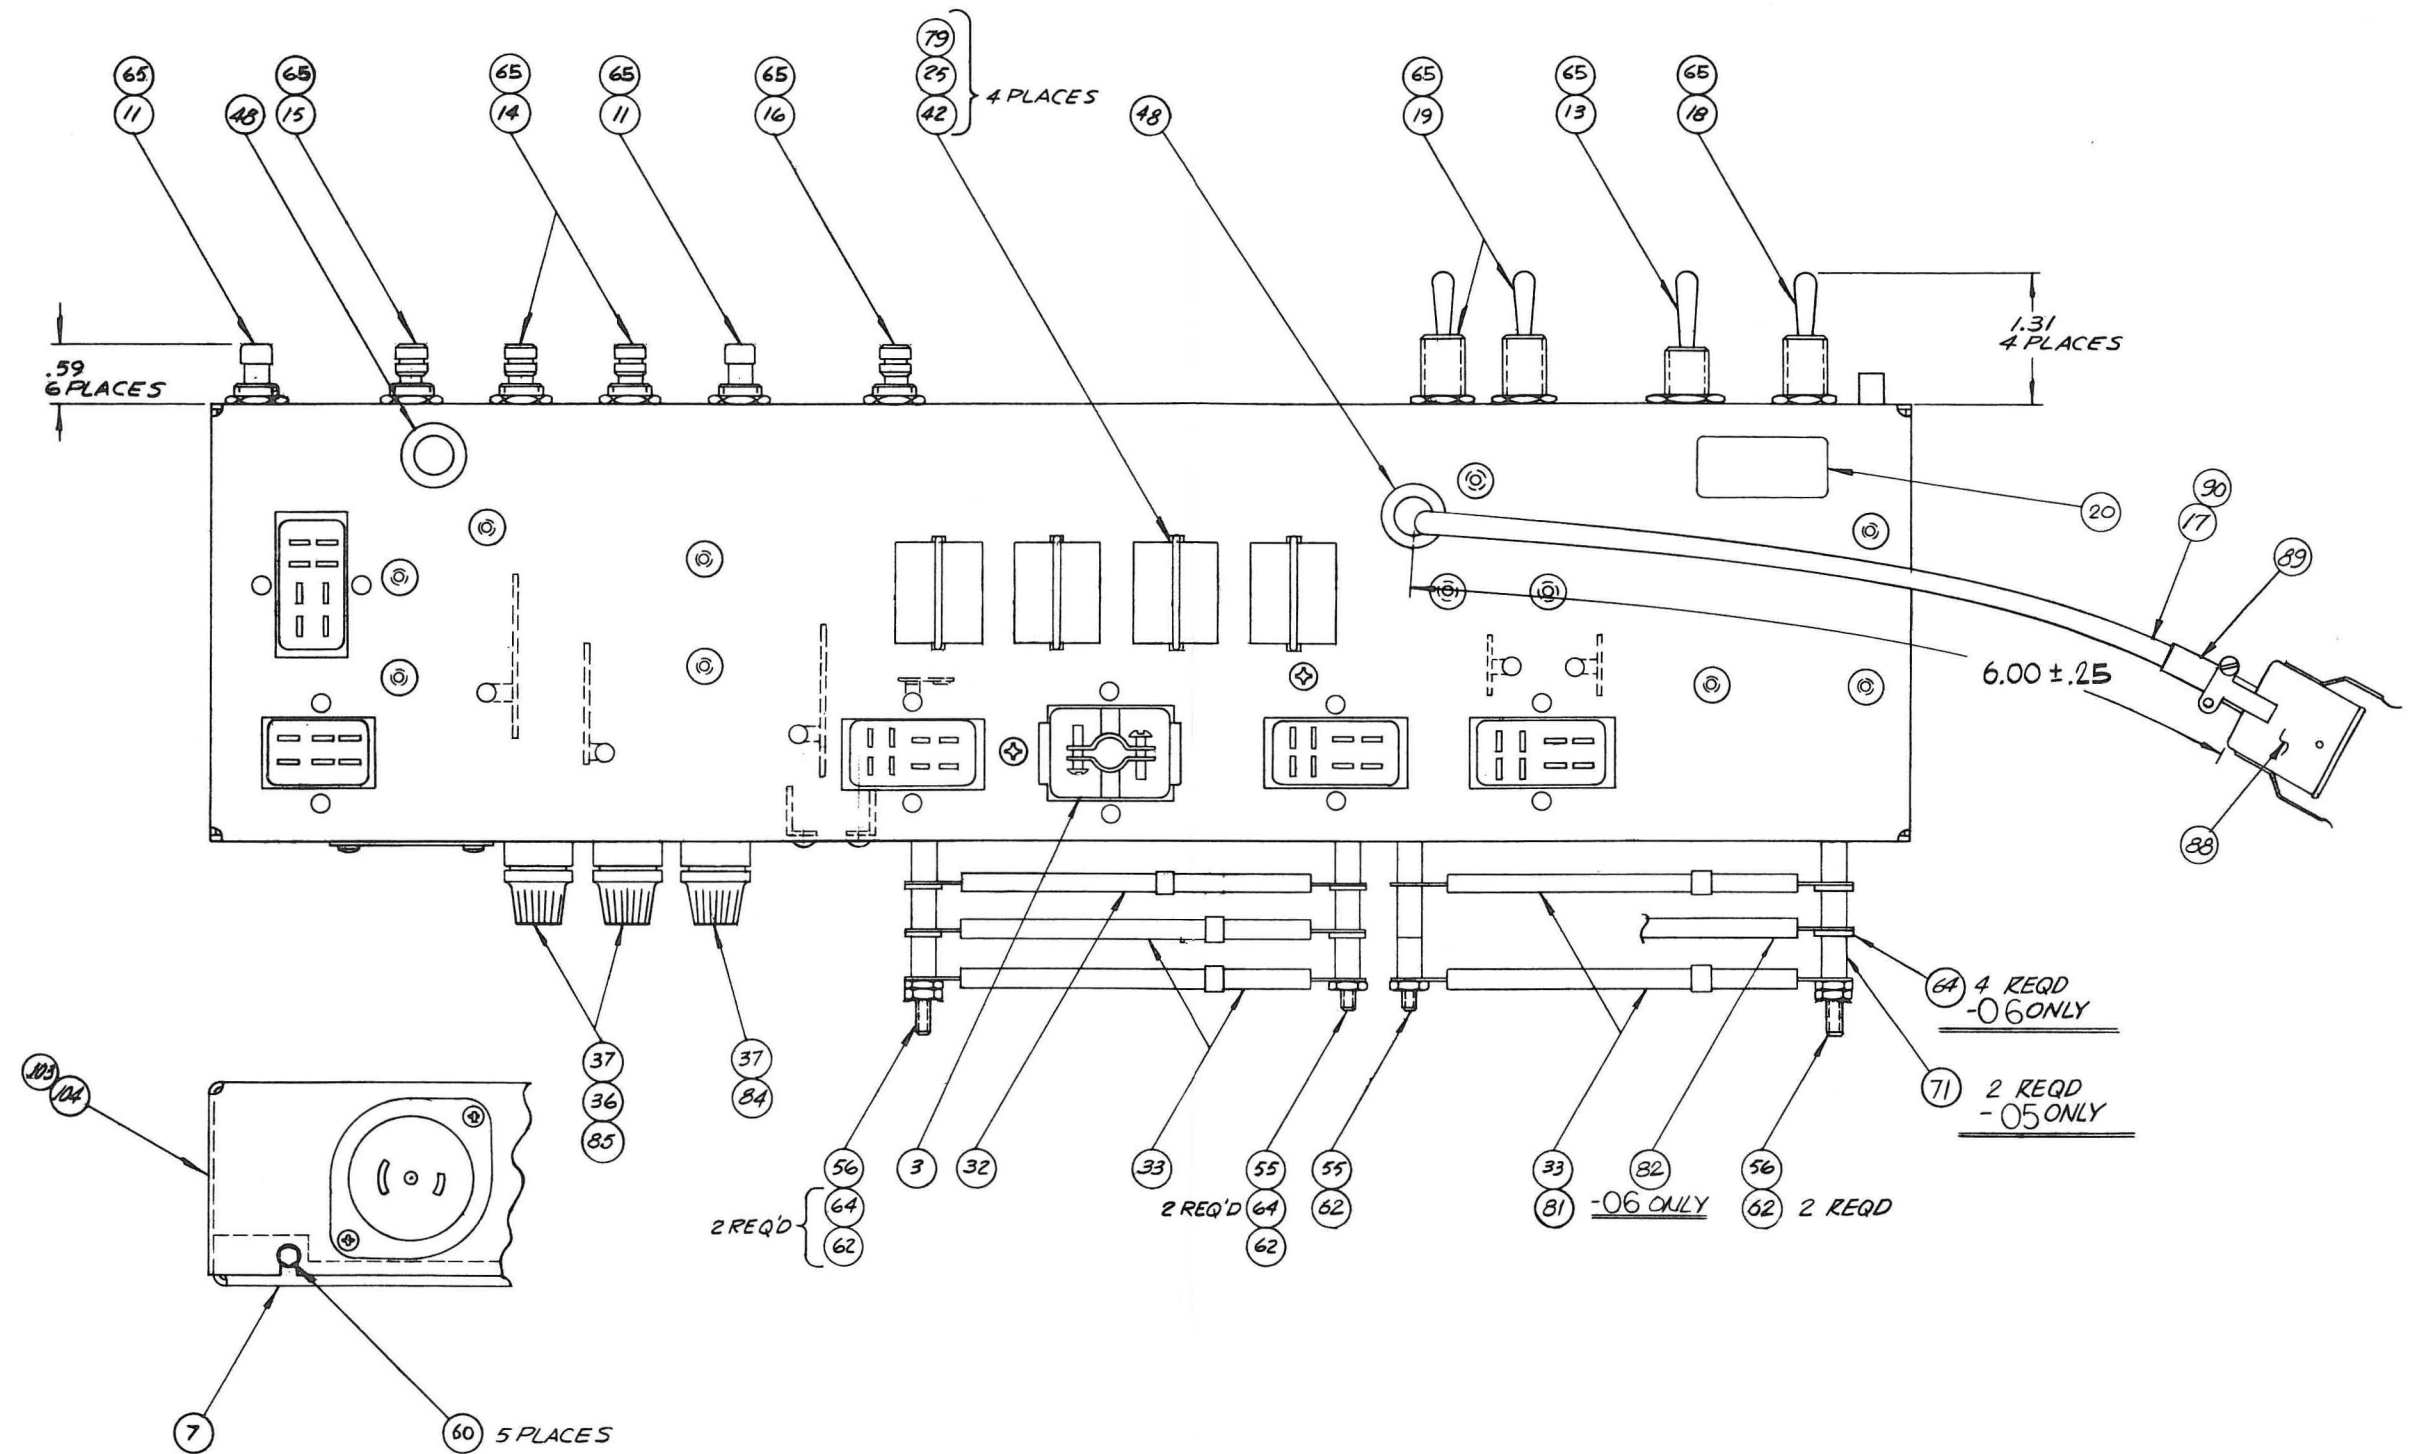 79
65 65 65 65 65 25 65 65 65
11 48 15 14 11 16 42 4 PLACES 48 19 13 18
1.31
4 PLACES
.59
6 PLACES
90
20 17
89
6.00 ±.25
88
64 4 REQD
-06 ONLY
37 37
103 104 36 84
85
71 2 REQD
-05 ONLY
56 3 32 33 55 55 33 82 56
2 REQ'D 64 2 REQ'D 64 62 81 -06 ONLY 62 2 REQD
62 62
7 60 5 PLACES